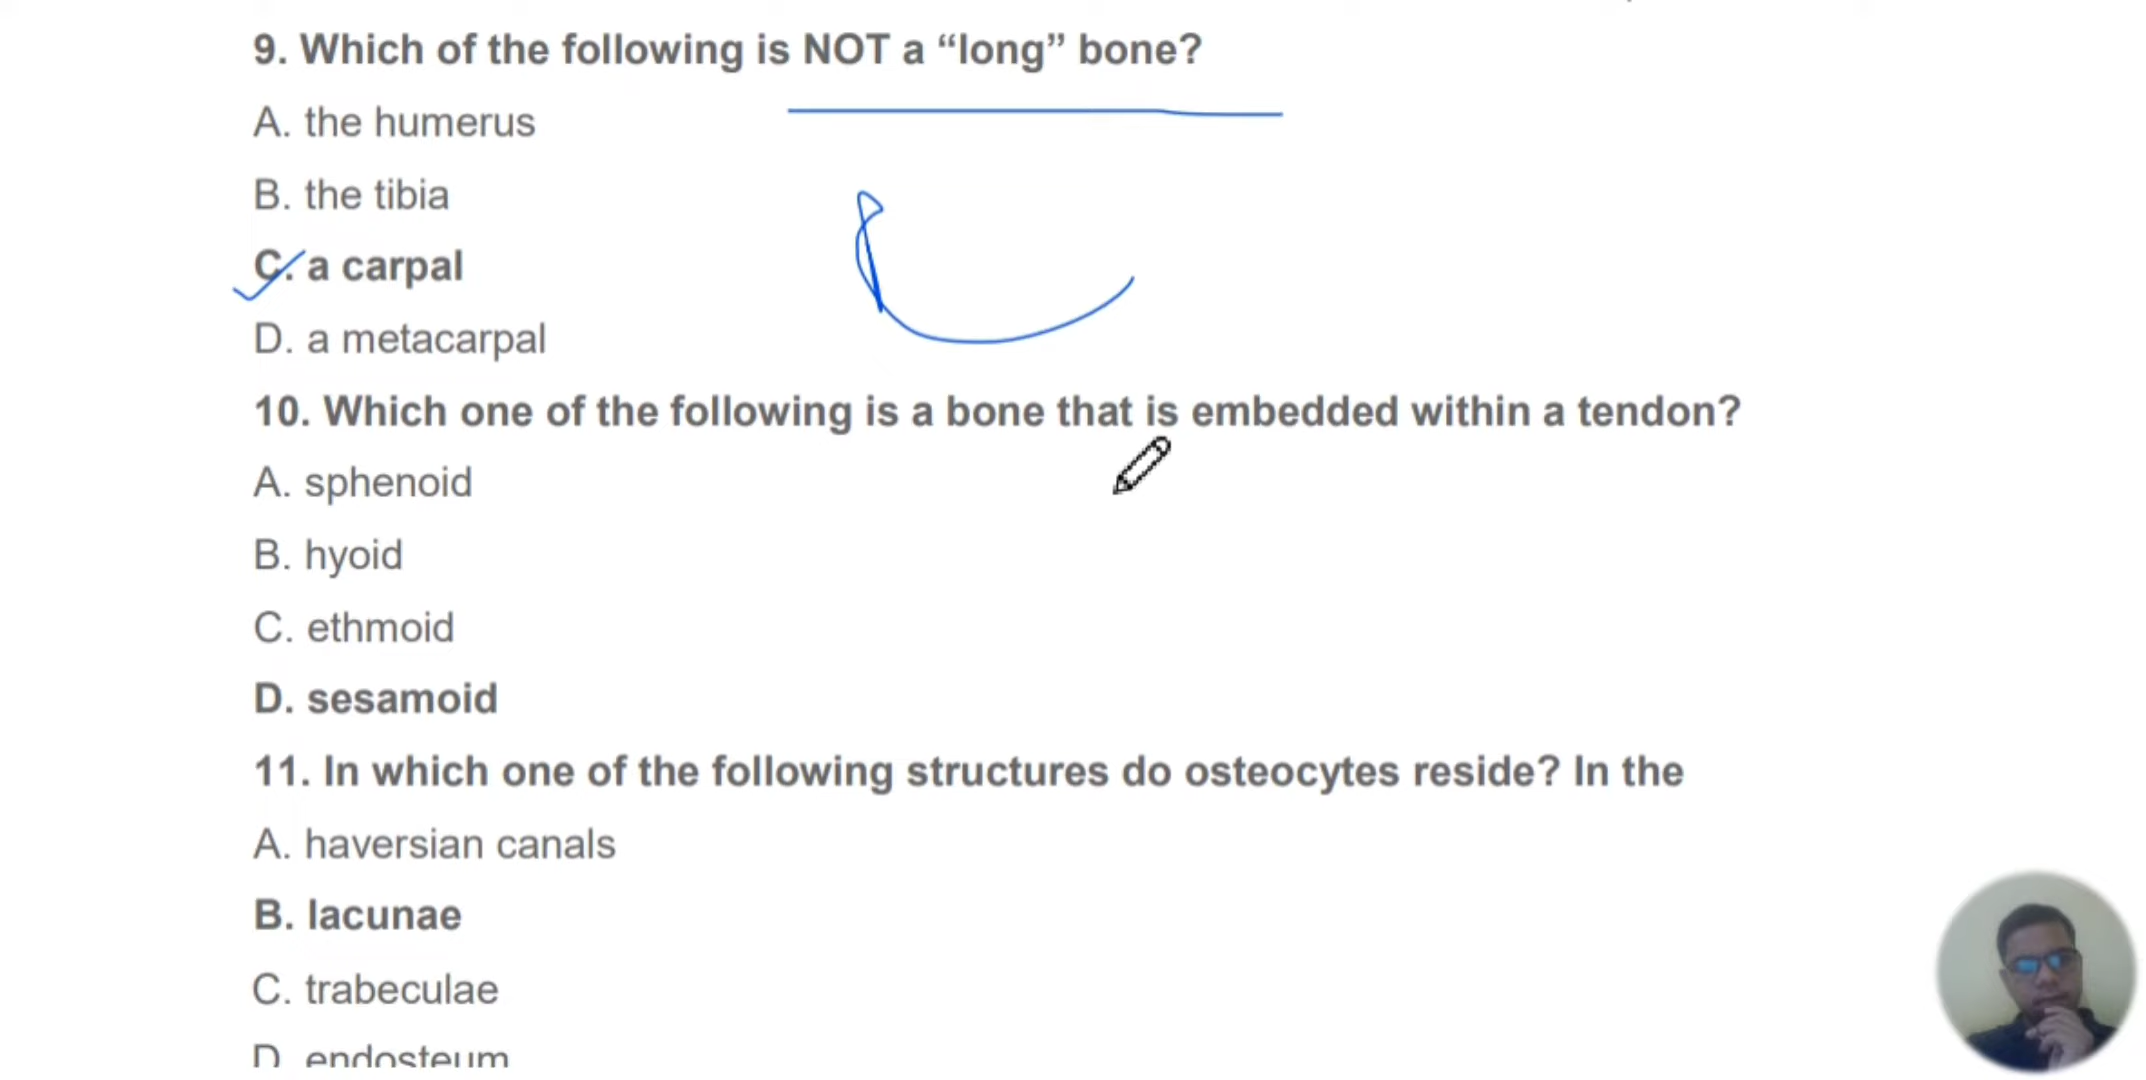 9. Which of the following is NOT a “long” bone?
A. the humerus
B. the tibia
C. a carpal
D. a metacarpal
10. Which one of the following is a bone that is embedded within a tendon?
A. sphenoid
B. hyoid
C. ethmoid
D. sesamoid
11. In which one of the following structures do osteocytes reside? In the
A. haversian canals
B. lacunae
C. trabeculae
D. endosteum